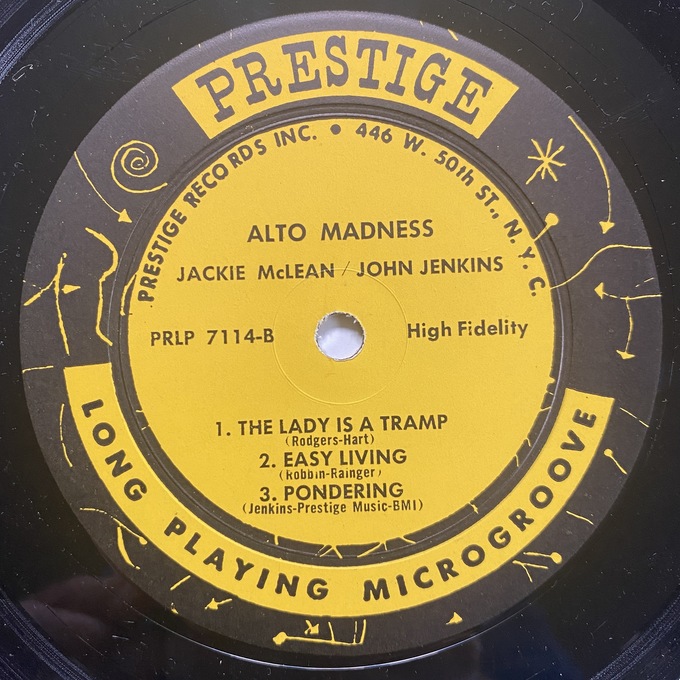 PRESTIGE
PRESTIGE RECORDS INC. • 446 W. 50th ST., N.Y.C.
ALTO MADNESS
JACKIE McLEAN / JOHN JENKINS
PRLP 7114-B
High Fidelity
1. THE LADY IS A TRAMP
(Rodgers-Hart)
2. EASY LIVING
(Robbin-Rainger)
3. PONDERING
(Jenkins-Prestige Music-BMI)
LONG PLAYING MICROGROOVE